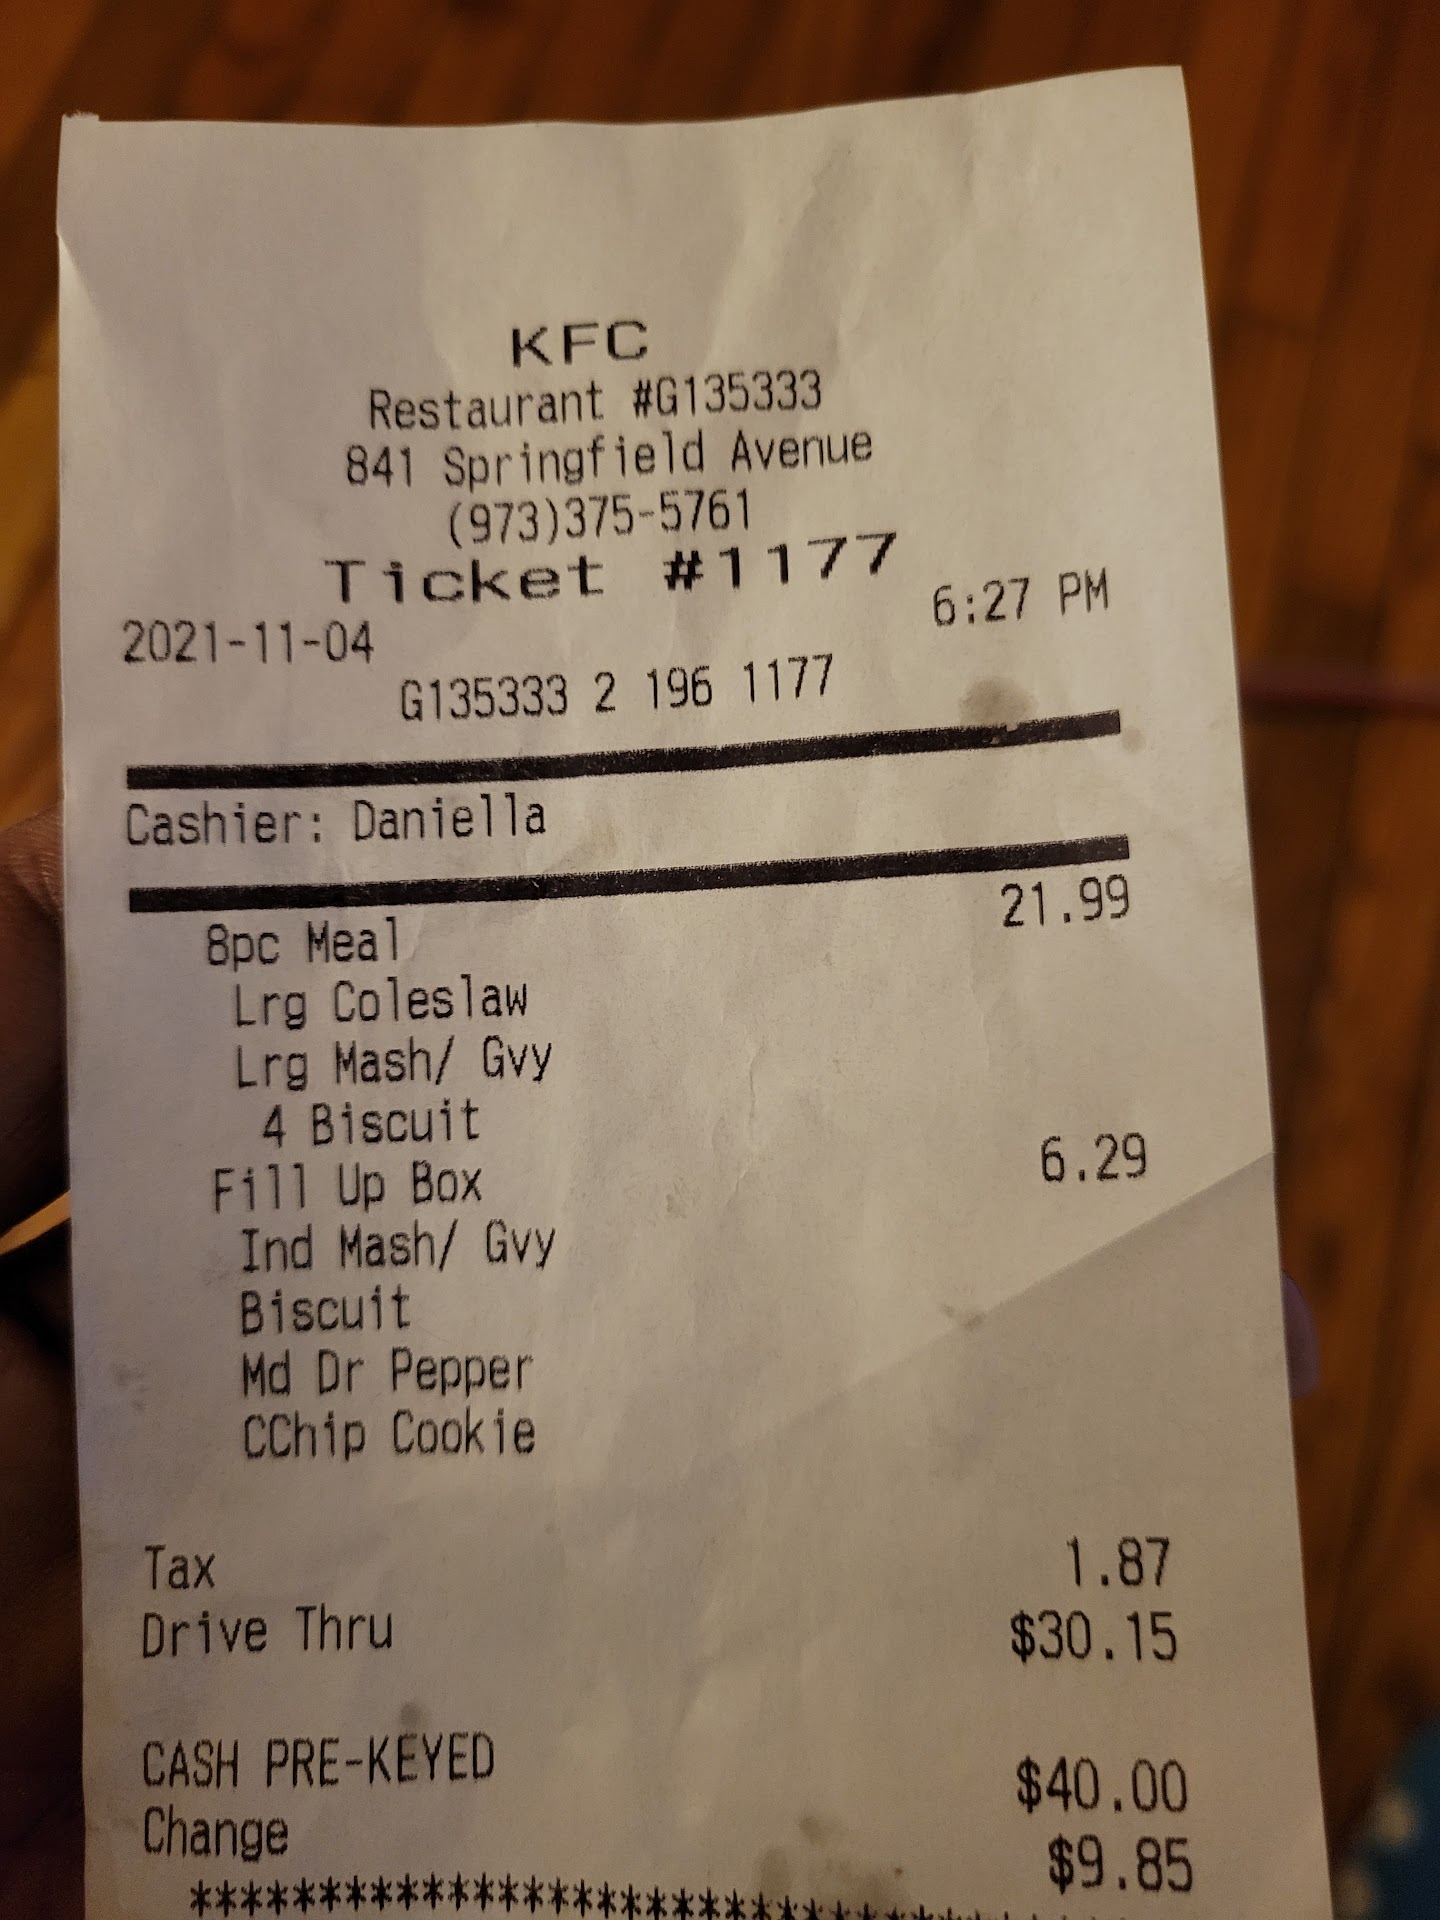 KFC
Restaurant #G135333
841 Springfield Avenue
(973)375-5761
Ticket #1177
2021-11-04 6:27 PM
G135333 2 196 1177
Cashier: Daniella
8pc Meal 21.99
Lrg Coleslaw
Lrg Mash/ Gvy
4 Biscuit
Fill Up Box 6.29
Ind Mash/ Gvy
Biscuit
Md Dr Pepper
CChip Cookie
Tax 1.87
Drive Thru $30.15
CASH PRE-KEYED $40.00
Change $9.85
************************************